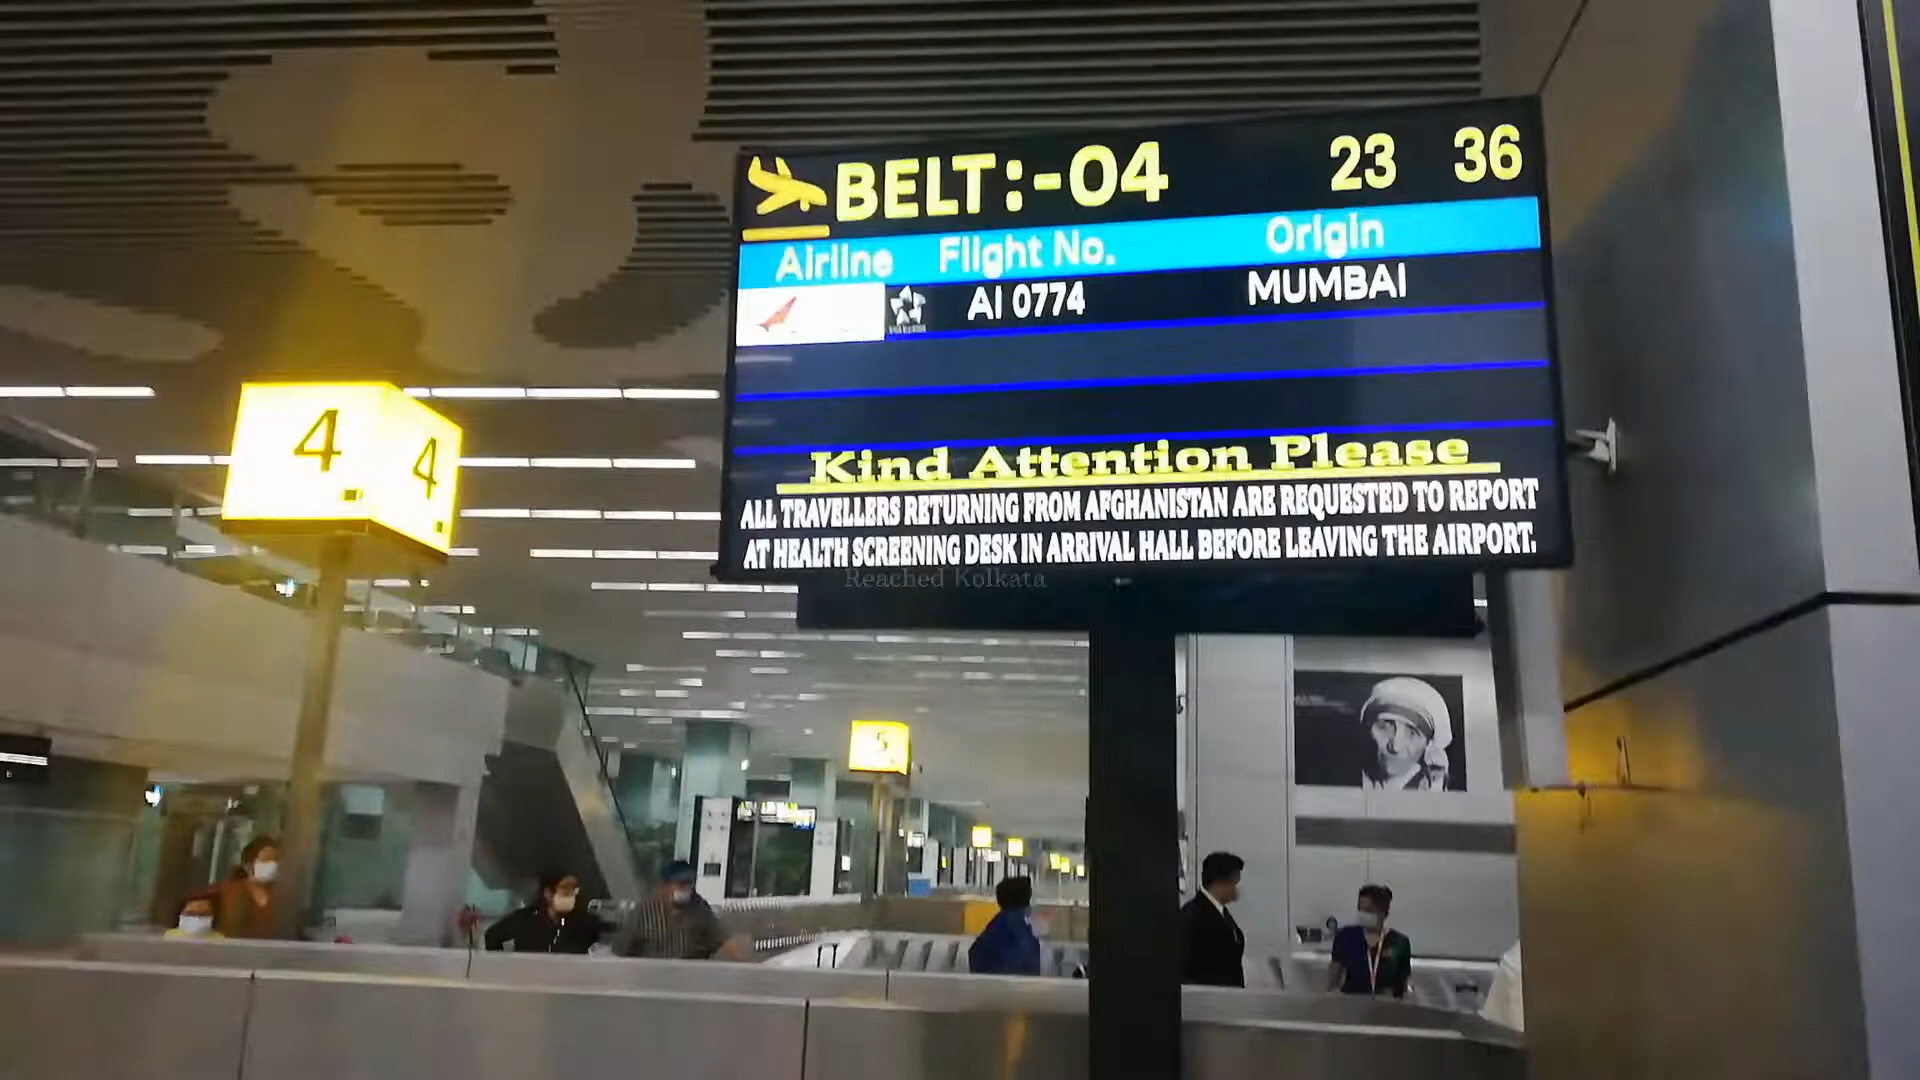 BELT:-04 23 36
Airline Flight No. Origin
AI 0774 MUMBAI
Kind Attention Please
ALL TRAVELLERS RETURNING FROM AFGHANISTAN ARE REQUESTED TO REPORT
AT HEALTH SCREENING DESK IN ARRIVAL HALL BEFORE LEAVING THE AIRPORT.
Reached Kolkata
4 4
5